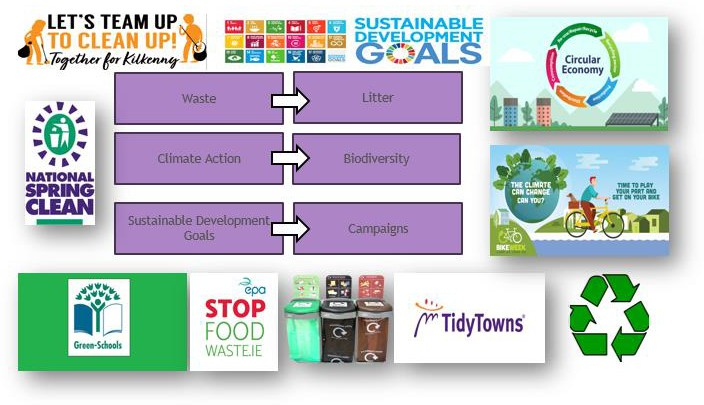 LET'S TEAM UP
TO CLEAN UP!
Together for Kilkenny
SUSTAINABLE
DEVELOPMENT
GOALS
Circular
Economy
Waste
Litter
NATIONAL
SPRING
CLEAN
Climate Action
Biodiversity
THE CLIMATE
CAN CHANGE
CAN YOU?
TIME TO PLAY
YOUR PART AND
GET ON YOUR BIKE
BIKEWEEK
Sustainable Development
Goals
Campaigns
Green-Schools
epa
STOP
FOOD
WASTE.IE
TidyTowns